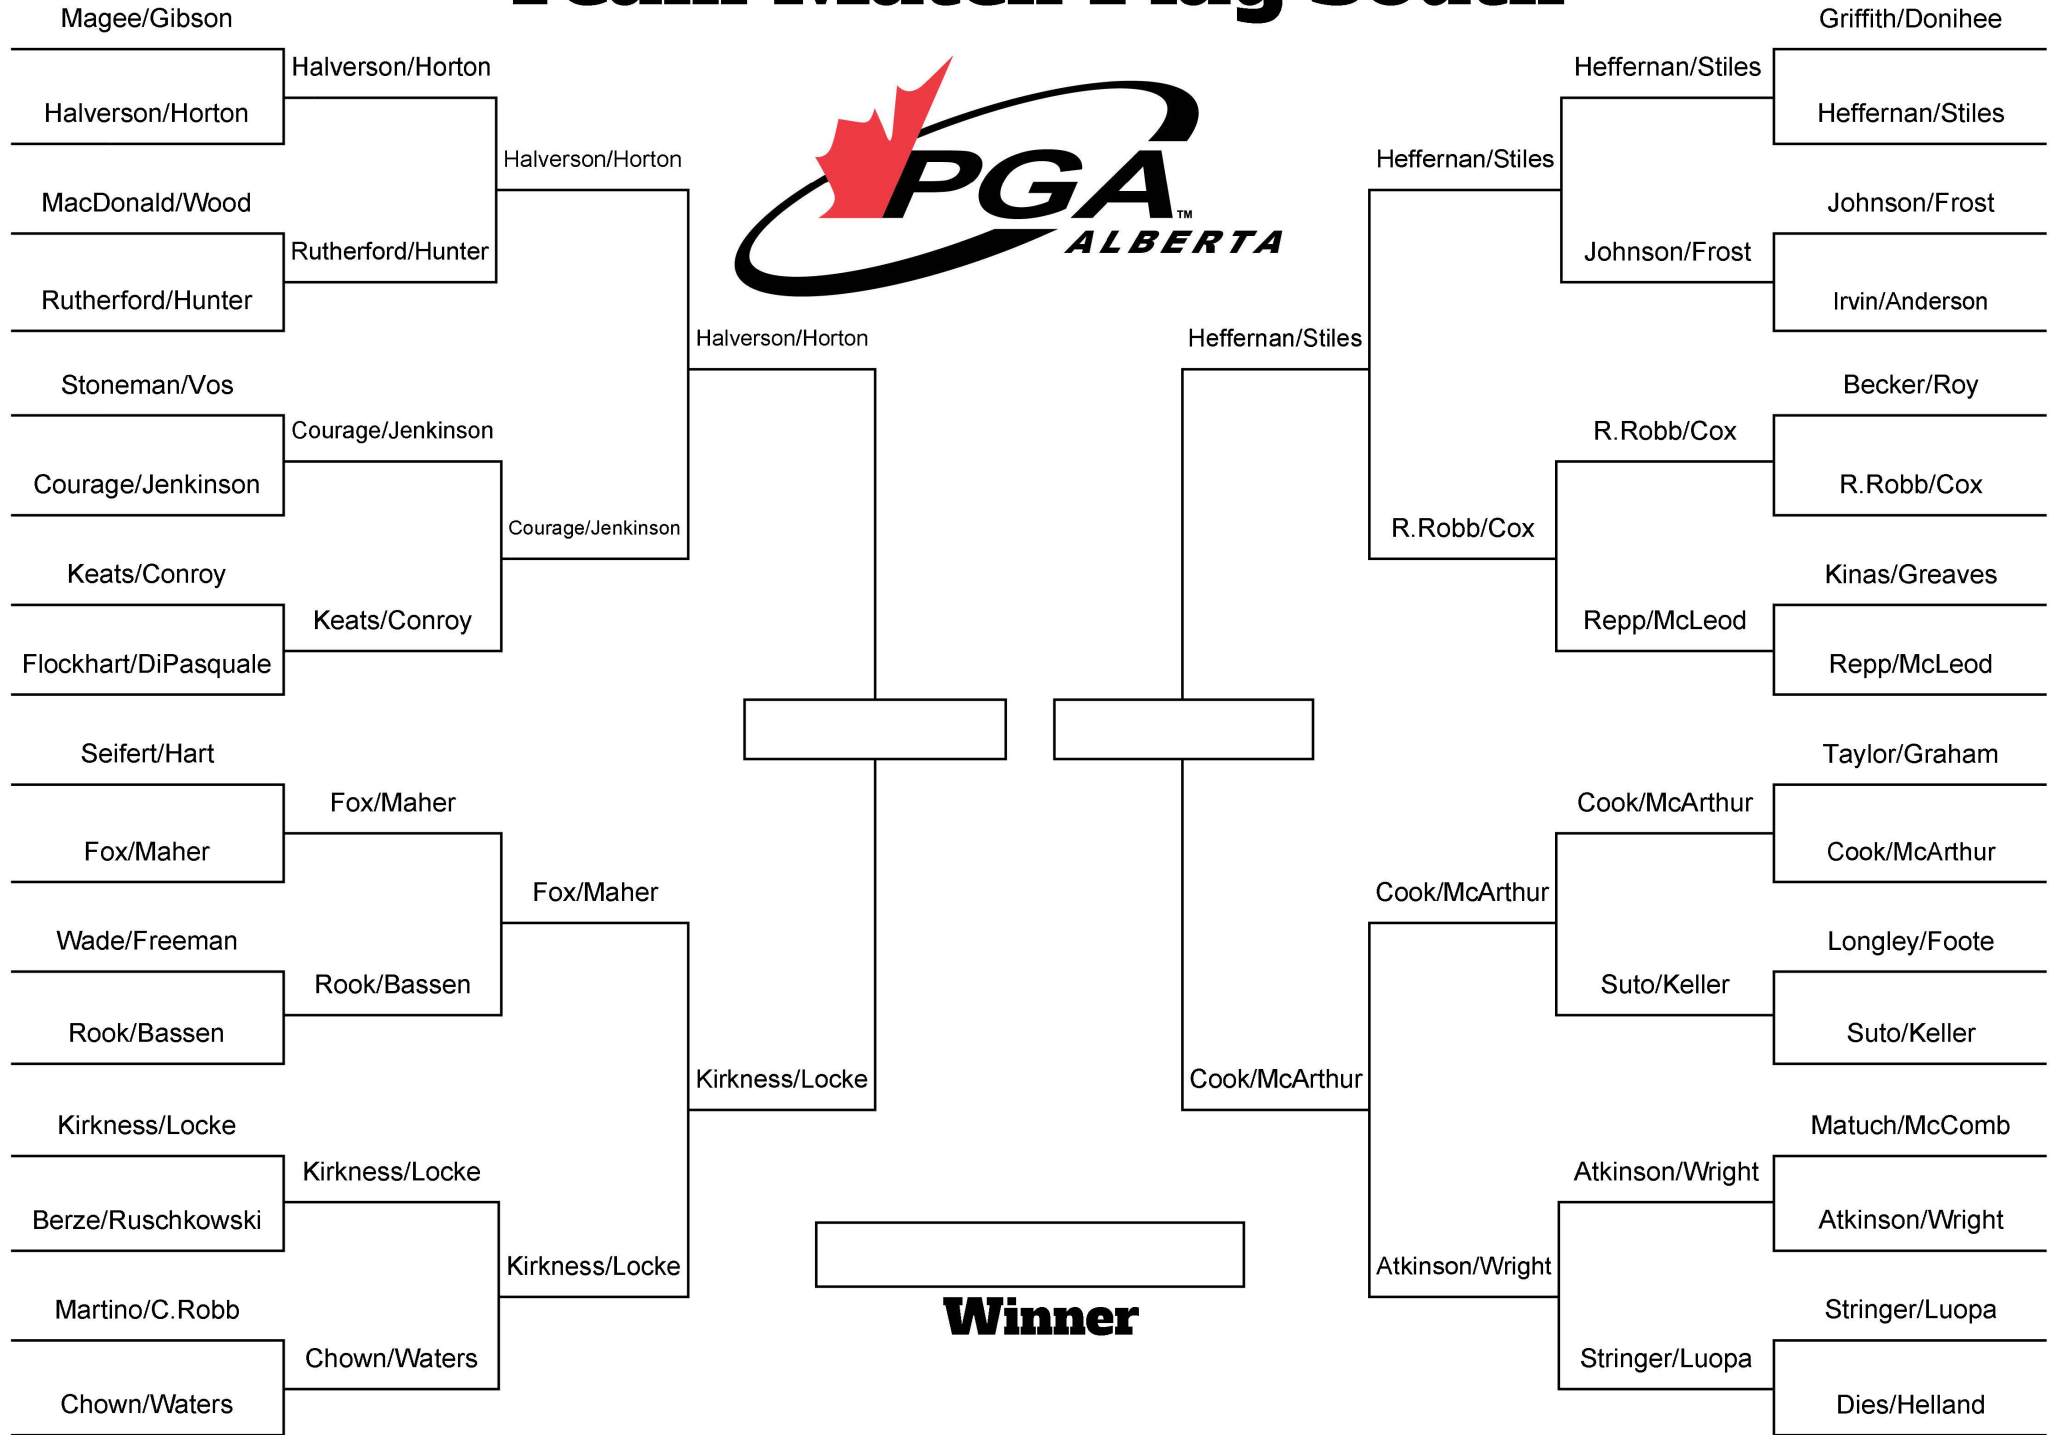 Team Match Play South
Magee/Gibson
Halverson/Horton
MacDonald/Wood
Rutherford/Hunter
Stoneman/Vos
Courage/Jenkinson
Keats/Conroy
Flockhart/DiPasquale
Seifert/Hart
Fox/Maher
Wade/Freeman
Rook/Bassen
Kirkness/Locke
Berze/Ruschkowski
Martino/C.Robb
Chown/Waters
Halverson/Horton
Rutherford/Hunter
Courage/Jenkinson
Keats/Conroy
Fox/Maher
Rook/Bassen
Kirkness/Locke
Chown/Waters
Halverson/Horton
Courage/Jenkinson
Fox/Maher
Kirkness/Locke
Halverson/Horton
Kirkness/Locke
PGA™
ALBERTA
Winner
Heffernan/Stiles
Cook/McArthur
Heffernan/Stiles
R.Robb/Cox
Cook/McArthur
Atkinson/Wright
Heffernan/Stiles
Johnson/Frost
R.Robb/Cox
Repp/McLeod
Cook/McArthur
Suto/Keller
Atkinson/Wright
Stringer/Luopa
Griffith/Donihee
Heffernan/Stiles
Johnson/Frost
Irvin/Anderson
Becker/Roy
R.Robb/Cox
Kinas/Greaves
Repp/McLeod
Taylor/Graham
Cook/McArthur
Longley/Foote
Suto/Keller
Matuch/McComb
Atkinson/Wright
Stringer/Luopa
Dies/Helland